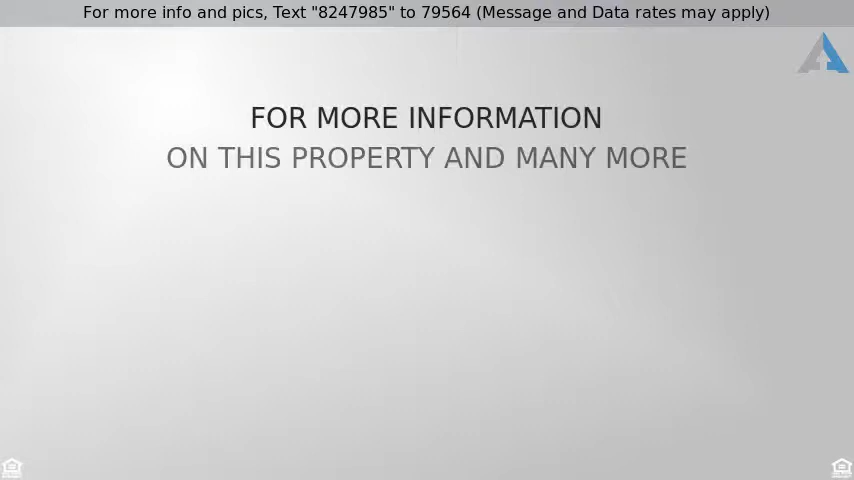 For more info and pics, Text "8247985" to 79564 (Message and Data rates may apply)
FOR MORE INFORMATION
ON THIS PROPERTY AND MANY MORE